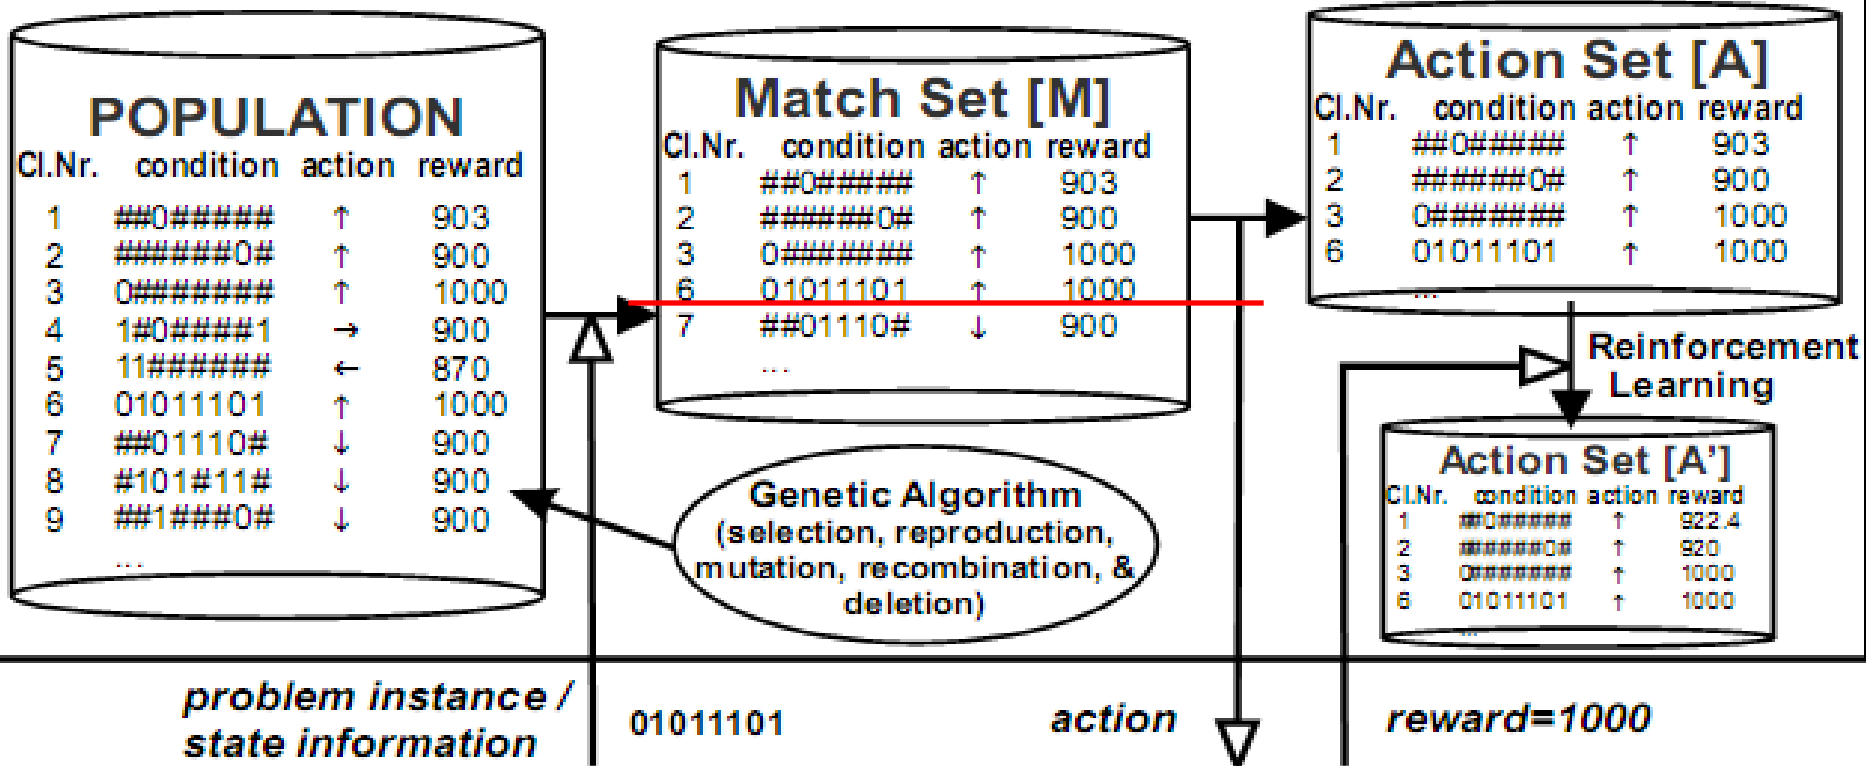 POPULATION
Cl.Nr. condition action reward
1 ##0##### ↑ 903
2 ######0# ↑ 900
3 0####### ↑ 1000
4 1#0####1 → 900
5 11###### ← 870
6 01011101 ↑ 1000
7 ##01110# ↓ 900
8 #101#11# ↓ 900
9 ##1###0# ↓ 900
...
Match Set [M]
Cl.Nr. condition action reward
1 ##0##### ↑ 903
2 ######0# ↑ 900
3 0####### ↑ 1000
6 01011101 ↑ 1000
7 ##01110# ↓ 900
...
Action Set [A]
Cl.Nr. condition action reward
1 ##0##### ↑ 903
2 ######0# ↑ 900
3 0####### ↑ 1000
6 01011101 ↑ 1000
...
Reinforcement
Learning
Action Set [A']
Cl.Nr. condition action reward
1 ##0##### ↑ 922.4
2 ######0# ↑ 920
3 0####### ↑ 1000
6 01011101 ↑ 1000
...
Genetic Algorithm
(selection, reproduction,
mutation, recombination, &
deletion)
problem instance /
state information
01011101
action
reward=1000